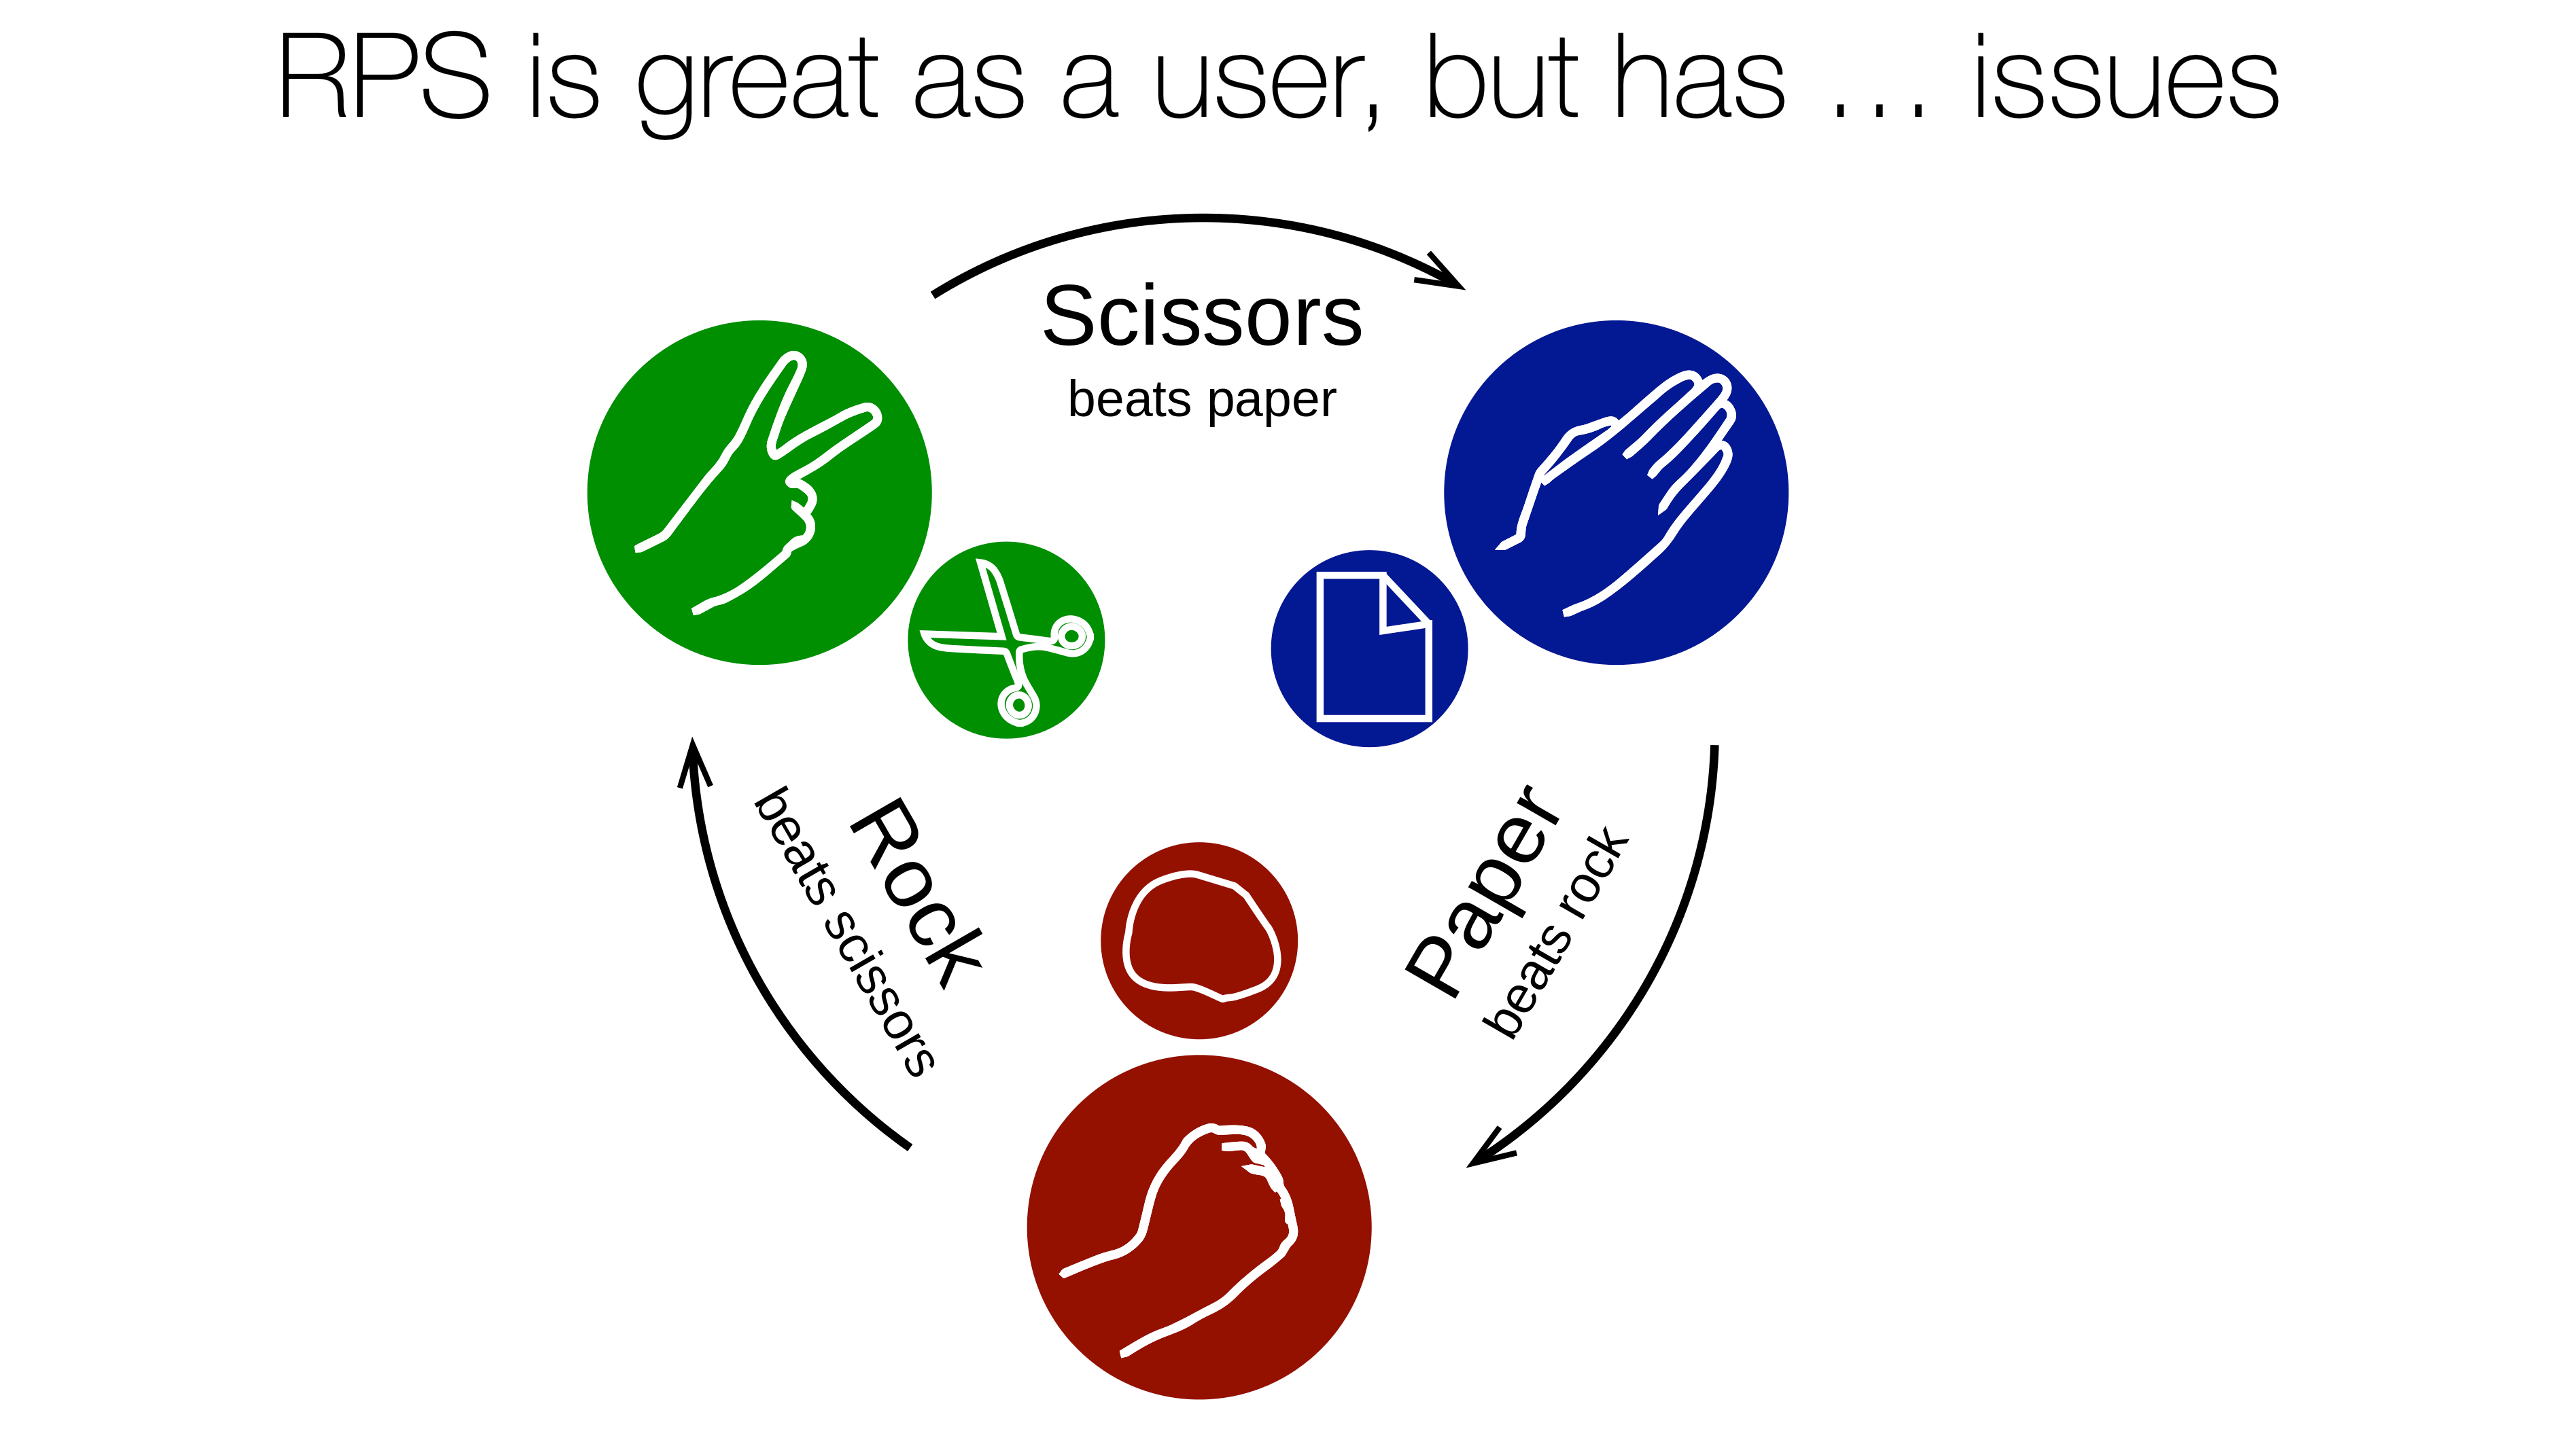 RPS is great as a user, but has … issues
Scissors
beats paper
Rock
beats scissors
Paper
beats rock